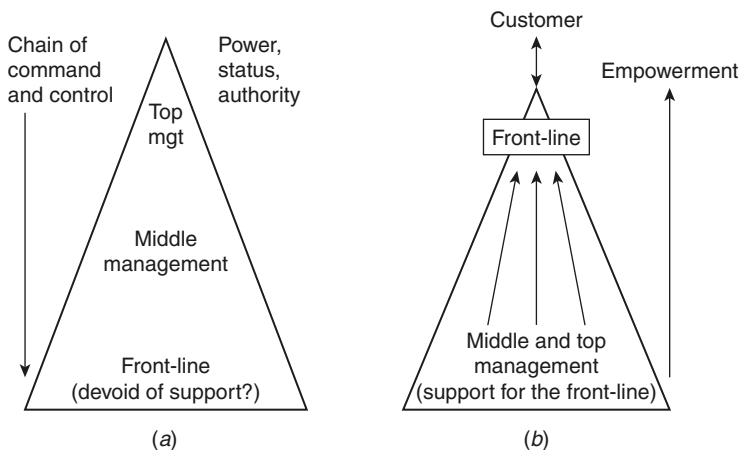 Chain of
command
and control
Power,
status,
authority
Top
mgt
Middle
management
Front-line
(devoid of support?)
(a)
Customer
Empowerment
Front-line
Middle and top
management
(support for the front-line)
(b)